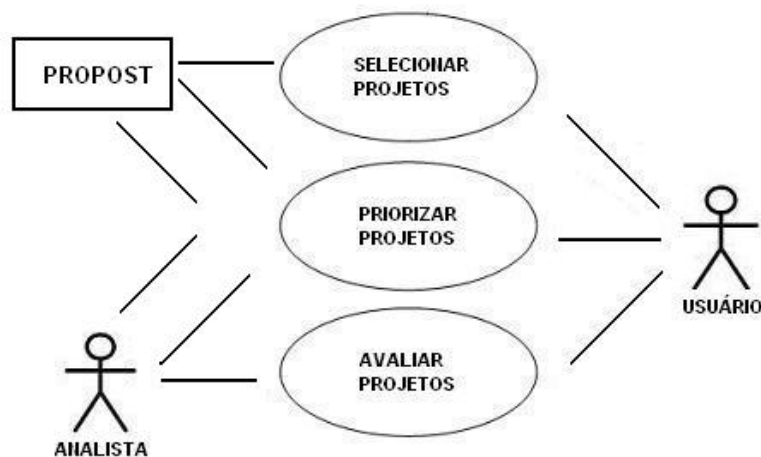 PROPOST
SELECIONAR
PROJETOS
PRIORIZAR
PROJETOS
USUÁRIO
AVALIAR
PROJETOS
ANALISTA